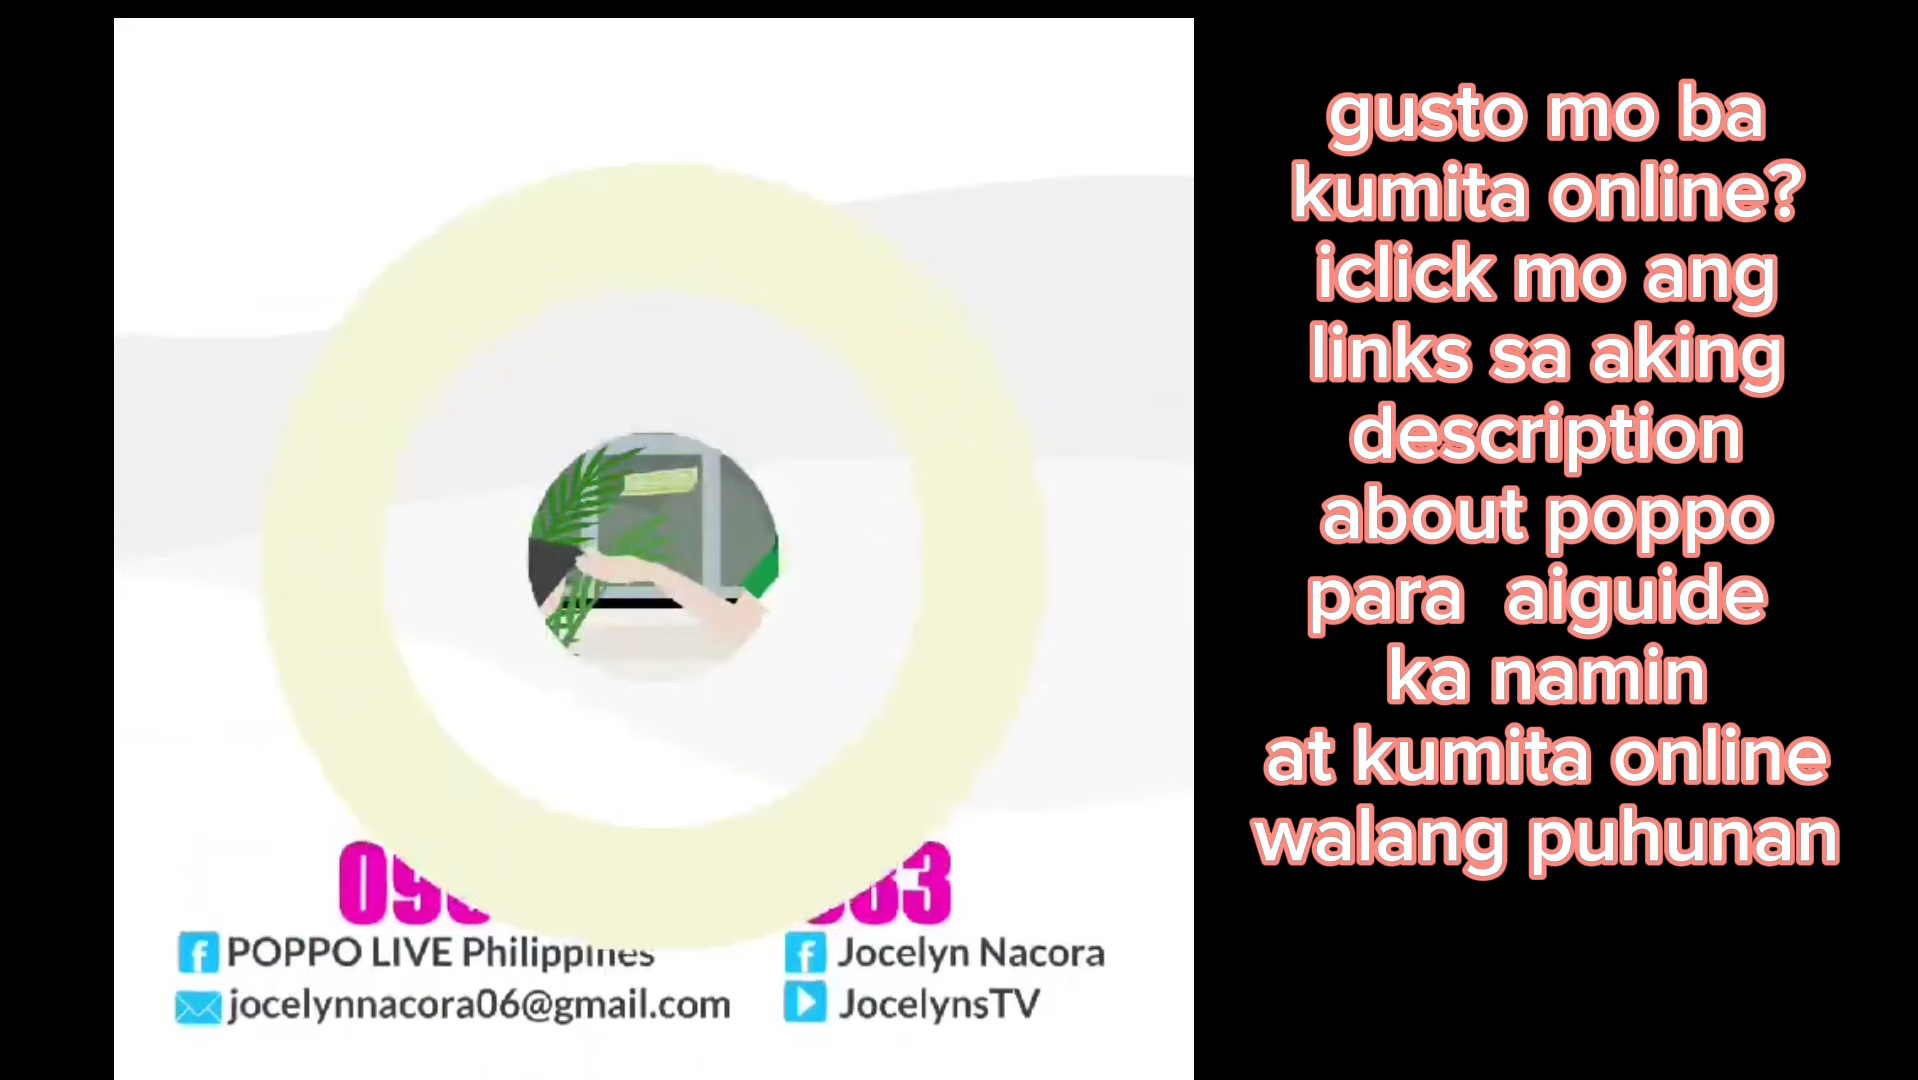 gusto mo ba
kumita online?
iclick mo ang
links sa aking
description
about poppo
para aiguide
ka namin
at kumita online
walang puhunan
POPPO LIVE Philippines
Jocelyn Nacora
jocelynnacora06@gmail.com
JocelynsTV